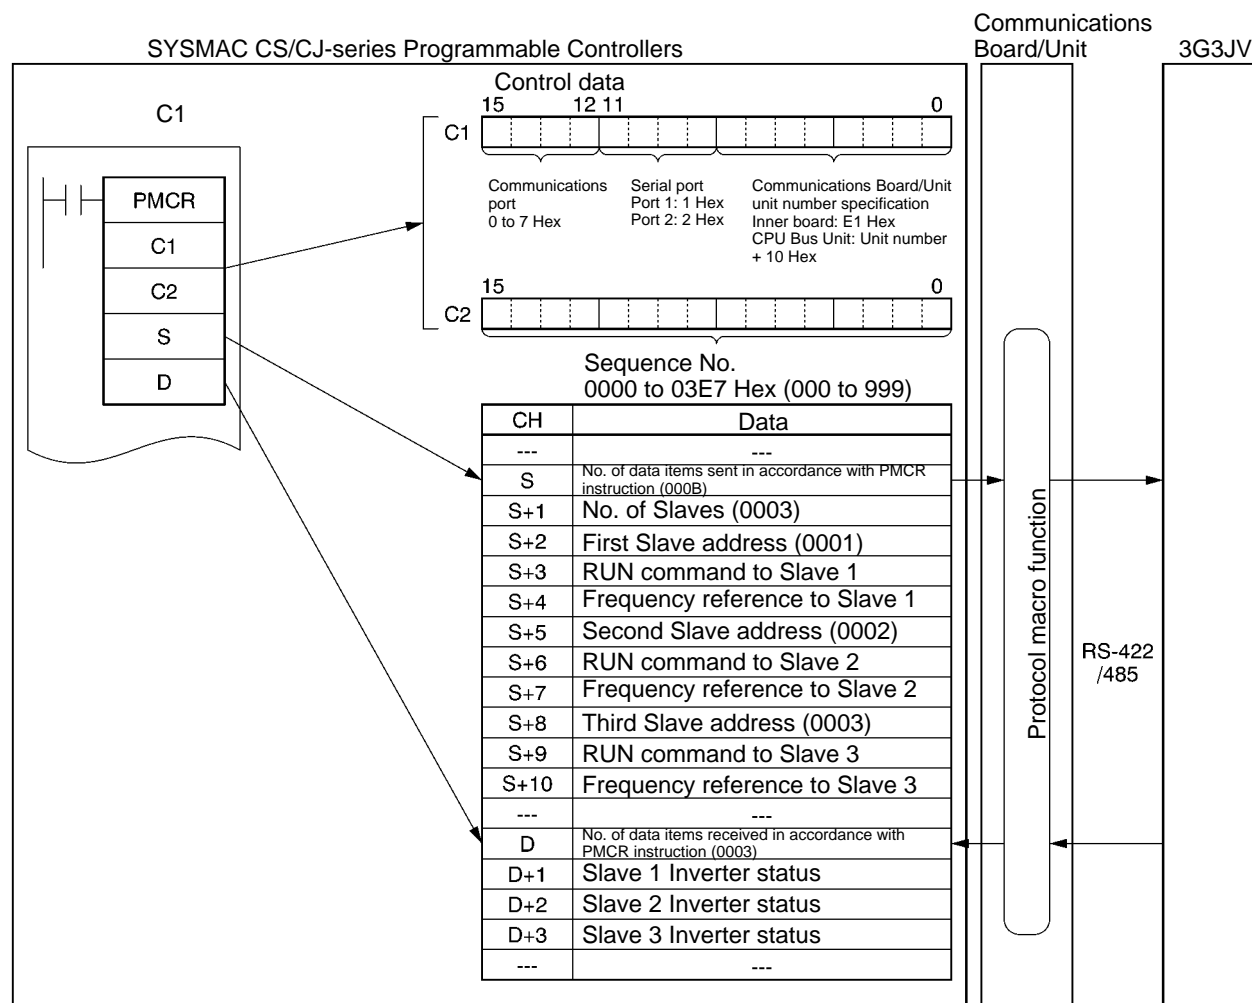 SYSMAC CS/CJ-series Programmable Controllers
Communications
Board/Unit
3G3JV
C1
PMCR
C1
C2
S
D
Control data
15 12 11 0
C1
Communications
port
0 to 7 Hex
Serial port
Port 1: 1 Hex
Port 2: 2 Hex
Communications Board/Unit
unit number specification
Inner board: E1 Hex
CPU Bus Unit: Unit number
+ 10 Hex
15 0
C2
Sequence No.
0000 to 03E7 Hex (000 to 999)
CH Data
--- ---
S No. of data items sent in accordance with PMCR
instruction (000B)
S+1 No. of Slaves (0003)
S+2 First Slave address (0001)
S+3 RUN command to Slave 1
S+4 Frequency reference to Slave 1
S+5 Second Slave address (0002)
S+6 RUN command to Slave 2
S+7 Frequency reference to Slave 2
S+8 Third Slave address (0003)
S+9 RUN command to Slave 3
S+10 Frequency reference to Slave 3
--- ---
D No. of data items received in accordance with
PMCR instruction (0003)
D+1 Slave 1 Inverter status
D+2 Slave 2 Inverter status
D+3 Slave 3 Inverter status
--- ---
Protocol macro function
RS-422
/485